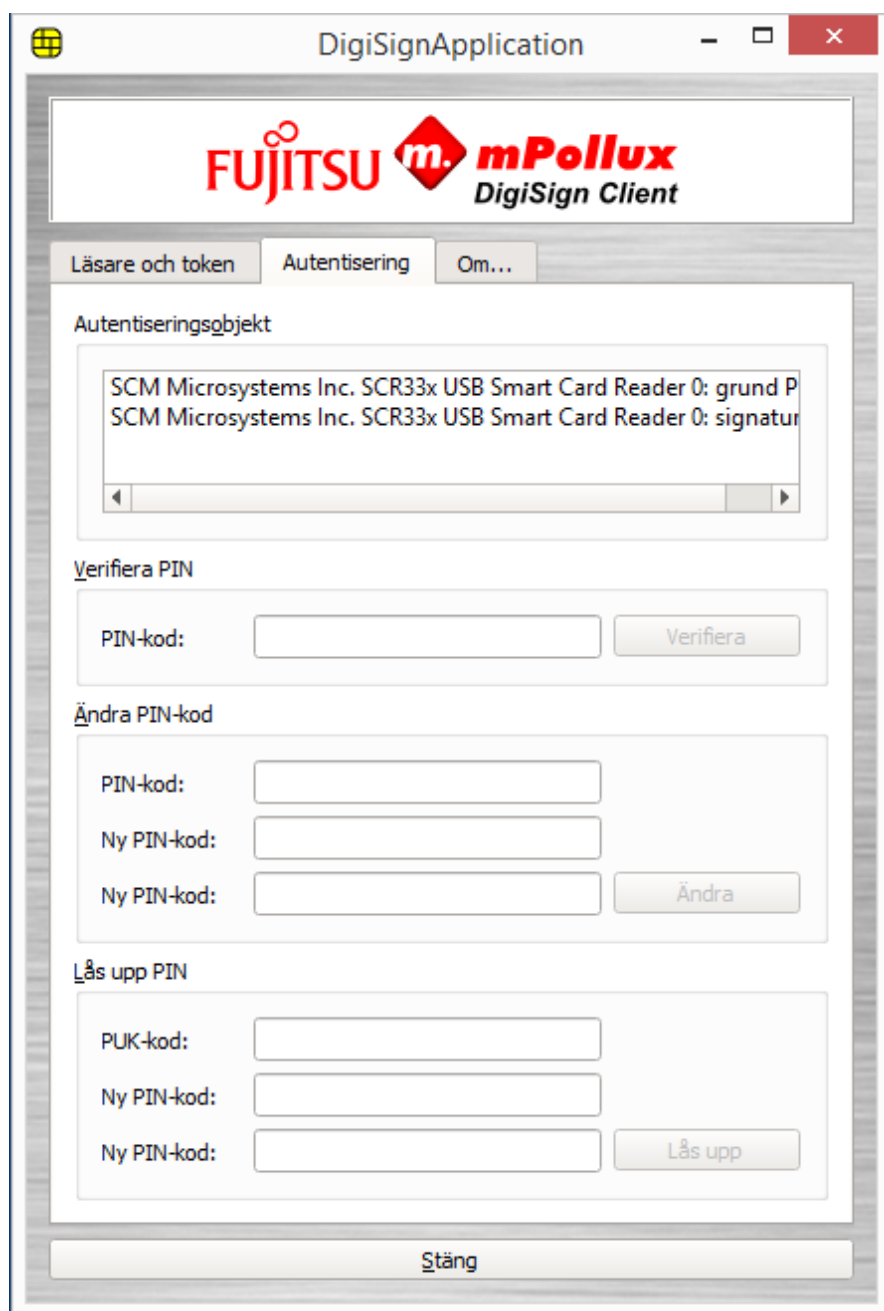 DigiSignApplication
FUJITSU m. mPollux
DigiSign Client
Läsare och token Autentisering Om...
Autentiseringsobjekt
SCM Microsystems Inc. SCR33x USB Smart Card Reader 0: grund P
SCM Microsystems Inc. SCR33x USB Smart Card Reader 0: signatur
Verifiera PIN
PIN-kod: Verifiera
Ändra PIN-kod
PIN-kod:
Ny PIN-kod:
Ny PIN-kod: Ändra
Lås upp PIN
PUK-kod:
Ny PIN-kod:
Ny PIN-kod: Lås upp
Stäng